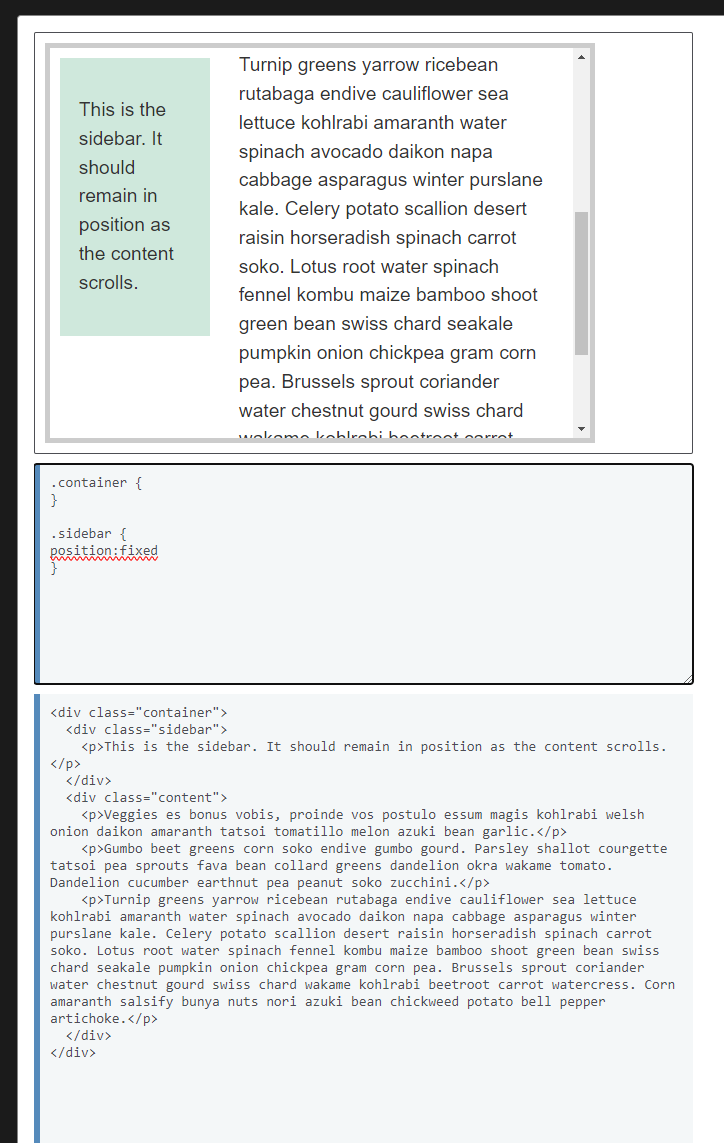 This is the
sidebar. It
should
remain in
position as
the content
scrolls.
Turnip greens yarrow ricebean
rutabaga endive cauliflower sea
lettuce kohlrabi amaranth water
spinach avocado daikon napa
cabbage asparagus winter purslane
kale. Celery potato scallion desert
raisin horseradish spinach carrot
soko. Lotus root water spinach
fennel kombu maize bamboo shoot
green bean swiss chard seakale
pumpkin onion chickpea gram corn
pea. Brussels sprout coriander
water chestnut gourd swiss chard
wakame kohlrabi beetroot carrot
.container {
}
.sidebar {
position:fixed
}
<div class="container">
<div class="sidebar">
<p>This is the sidebar. It should remain in position as the content scrolls.
</p>
</div>
<div class="content">
<p>Veggies es bonus vobis, proinde vos postulo essum magis kohlrabi welsh
onion daikon amaranth tatsoi tomatillo melon azuki bean garlic.</p>
<p>Gumbo beet greens corn soko endive gumbo gourd. Parsley shallot courgette
tatsoi pea sprouts fava bean collard greens dandelion okra wakame tomato.
Dandelion cucumber earthnut pea peanut soko zucchini.</p>
<p>Turnip greens yarrow ricebean rutabaga endive cauliflower sea lettuce
kohlrabi amaranth water spinach avocado daikon napa cabbage asparagus winter
purslane kale. Celery potato scallion desert raisin horseradish spinach carrot
soko. Lotus root water spinach fennel kombu maize bamboo shoot green bean swiss
chard seakale pumpkin onion chickpea gram corn pea. Brussels sprout coriander
water chestnut gourd swiss chard wakame kohlrabi beetroot carrot watercress. Corn
amaranth salsify bunya nuts nori azuki bean chickweed potato bell pepper
artichoke.</p>
</div>
</div>